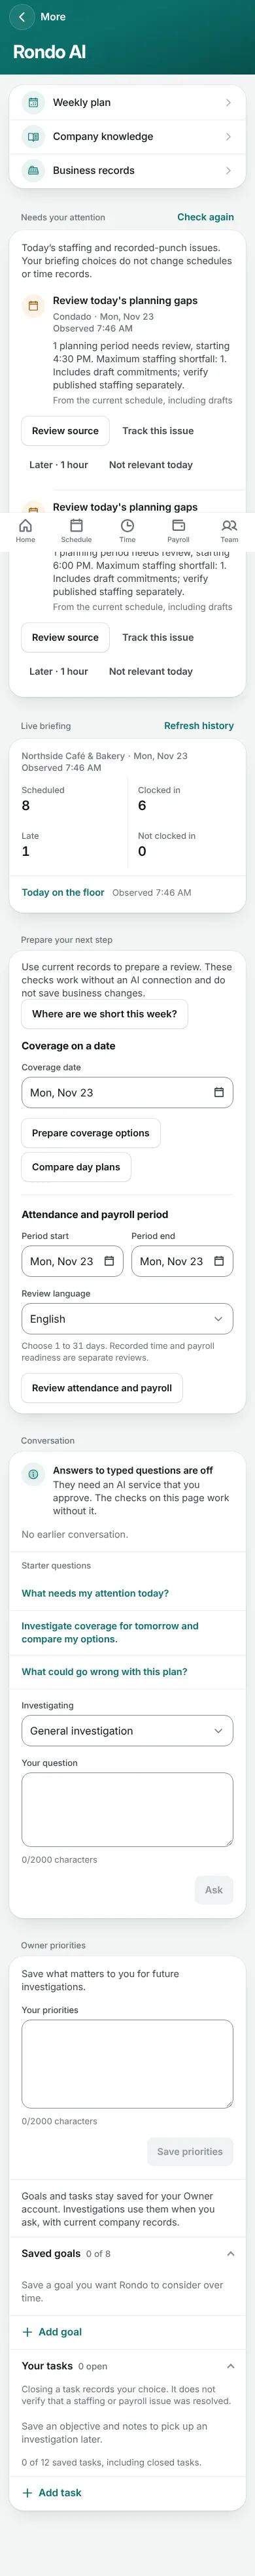 More
Rondo AI
Weekly plan
Company knowledge
Business records
Needs your attention
Check again
Today's staffing and recorded-punch issues.
Your briefing choices do not change schedules
or time records.
Review today's planning gaps
Condado · Mon, Nov 23
Observed 7:46 AM
1 planning period needs review, starting
4:30 PM. Maximum staffing shortfall: 1.
Includes draft commitments; verify
published staffing separately.
From the current schedule, including drafts
Review source
Track this issue
Later · 1 hour
Not relevant today
Review today's planning gaps
Home
Schedule
Time
Payroll
Team
1 planning period needs review, starting
6:00 PM. Maximum staffing shortfall: 1.
Includes draft commitments; verify
published staffing separately.
From the current schedule, including drafts
Review source
Track this issue
Later · 1 hour
Not relevant today
Live briefing
Refresh history
Northside Café & Bakery · Mon, Nov 23
Observed 7:46 AM
Scheduled
8
Clocked in
6
Late
1
Not clocked in
0
Today on the floor
Observed 7:46 AM
Prepare your next step
Use current records to prepare a review. These
checks work without an AI connection and do
not save business changes.
Where are we short this week?
Coverage on a date
Coverage date
Mon, Nov 23
Prepare coverage options
Compare day plans
Attendance and payroll period
Period start
Period end
Mon, Nov 23
Mon, Nov 23
Review language
English
Choose 1 to 31 days. Recorded time and payroll
readiness are separate reviews.
Review attendance and payroll
Conversation
Answers to typed questions are off
They need an AI service that you
approve. The checks on this page work
without it.
No earlier conversation.
Starter questions
What needs my attention today?
Investigate coverage for tomorrow and
compare my options.
What could go wrong with this plan?
Investigating
General investigation
Your question
0/2000 characters
Ask
Owner priorities
Save what matters to you for future
investigations.
Your priorities
0/2000 characters
Save priorities
Goals and tasks stay saved for your Owner
account. Investigations use them when you
ask, with current company records.
Saved goals 0 of 8
Save a goal you want Rondo to consider over
time.
Add goal
Your tasks 0 open
Closing a task records your choice. It does not
verify that a staffing or payroll issue was resolved.
Save an objective and notes to pick up an
investigation later.
0 of 12 saved tasks, including closed tasks.
Add task